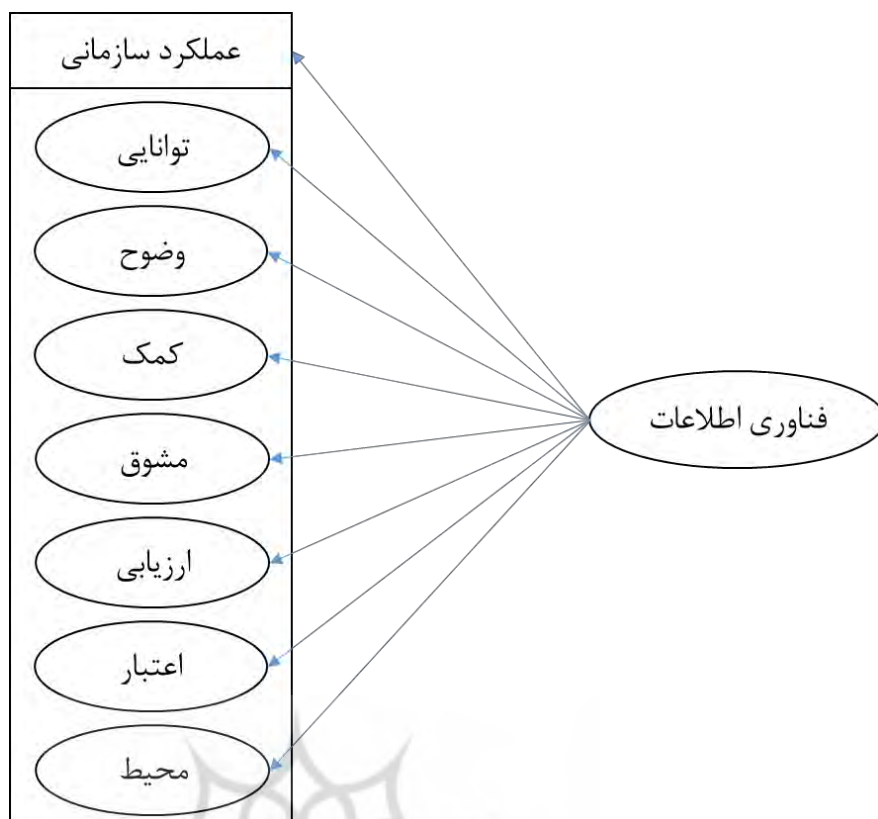 عملکرد سازمانی
توانایی
وضوح
کمک
مشوق
ارزیابی
اعتبار
محیط
فناوری اطلاعات